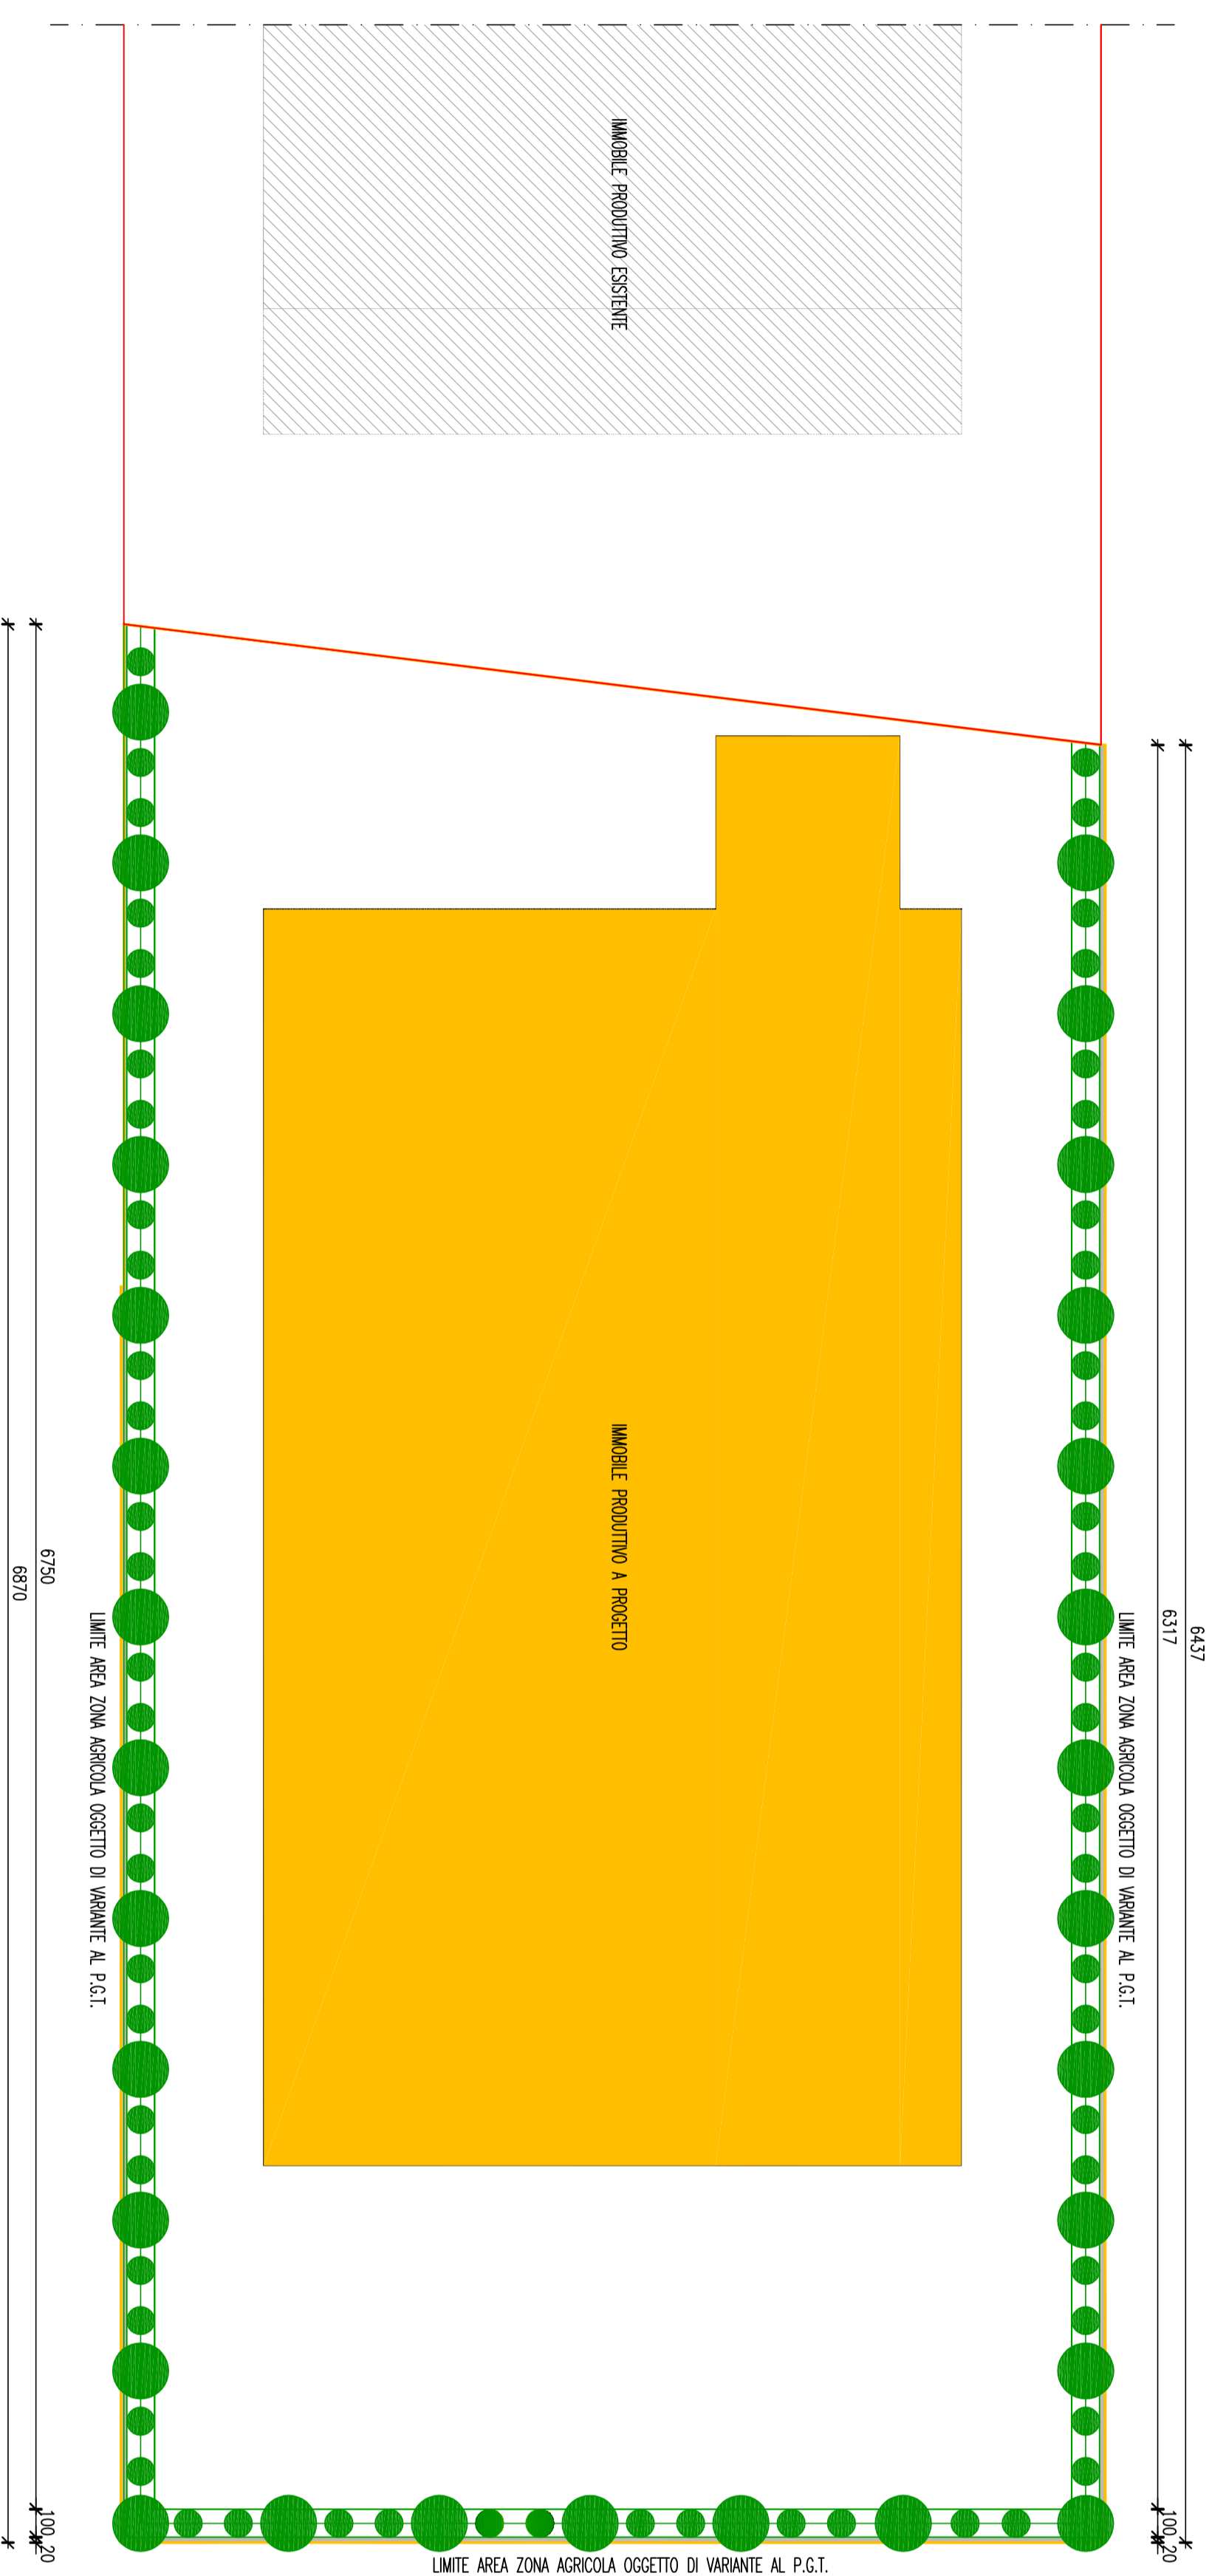 IMMOBILE PRODUTTIVO ESISTENTE
IMMOBILE PRODUTTIVO A PROGETTO
6437
6317
100
20
LIMITE AREA ZONA AGRICOLA OGGETTO DI VARIANTE AL P.G.T.
LIMITE AREA ZONA AGRICOLA OGGETTO DI VARIANTE AL P.G.T.
6750
6870
100
20
LIMITE AREA ZONA AGRICOLA OGGETTO DI VARIANTE AL P.G.T.